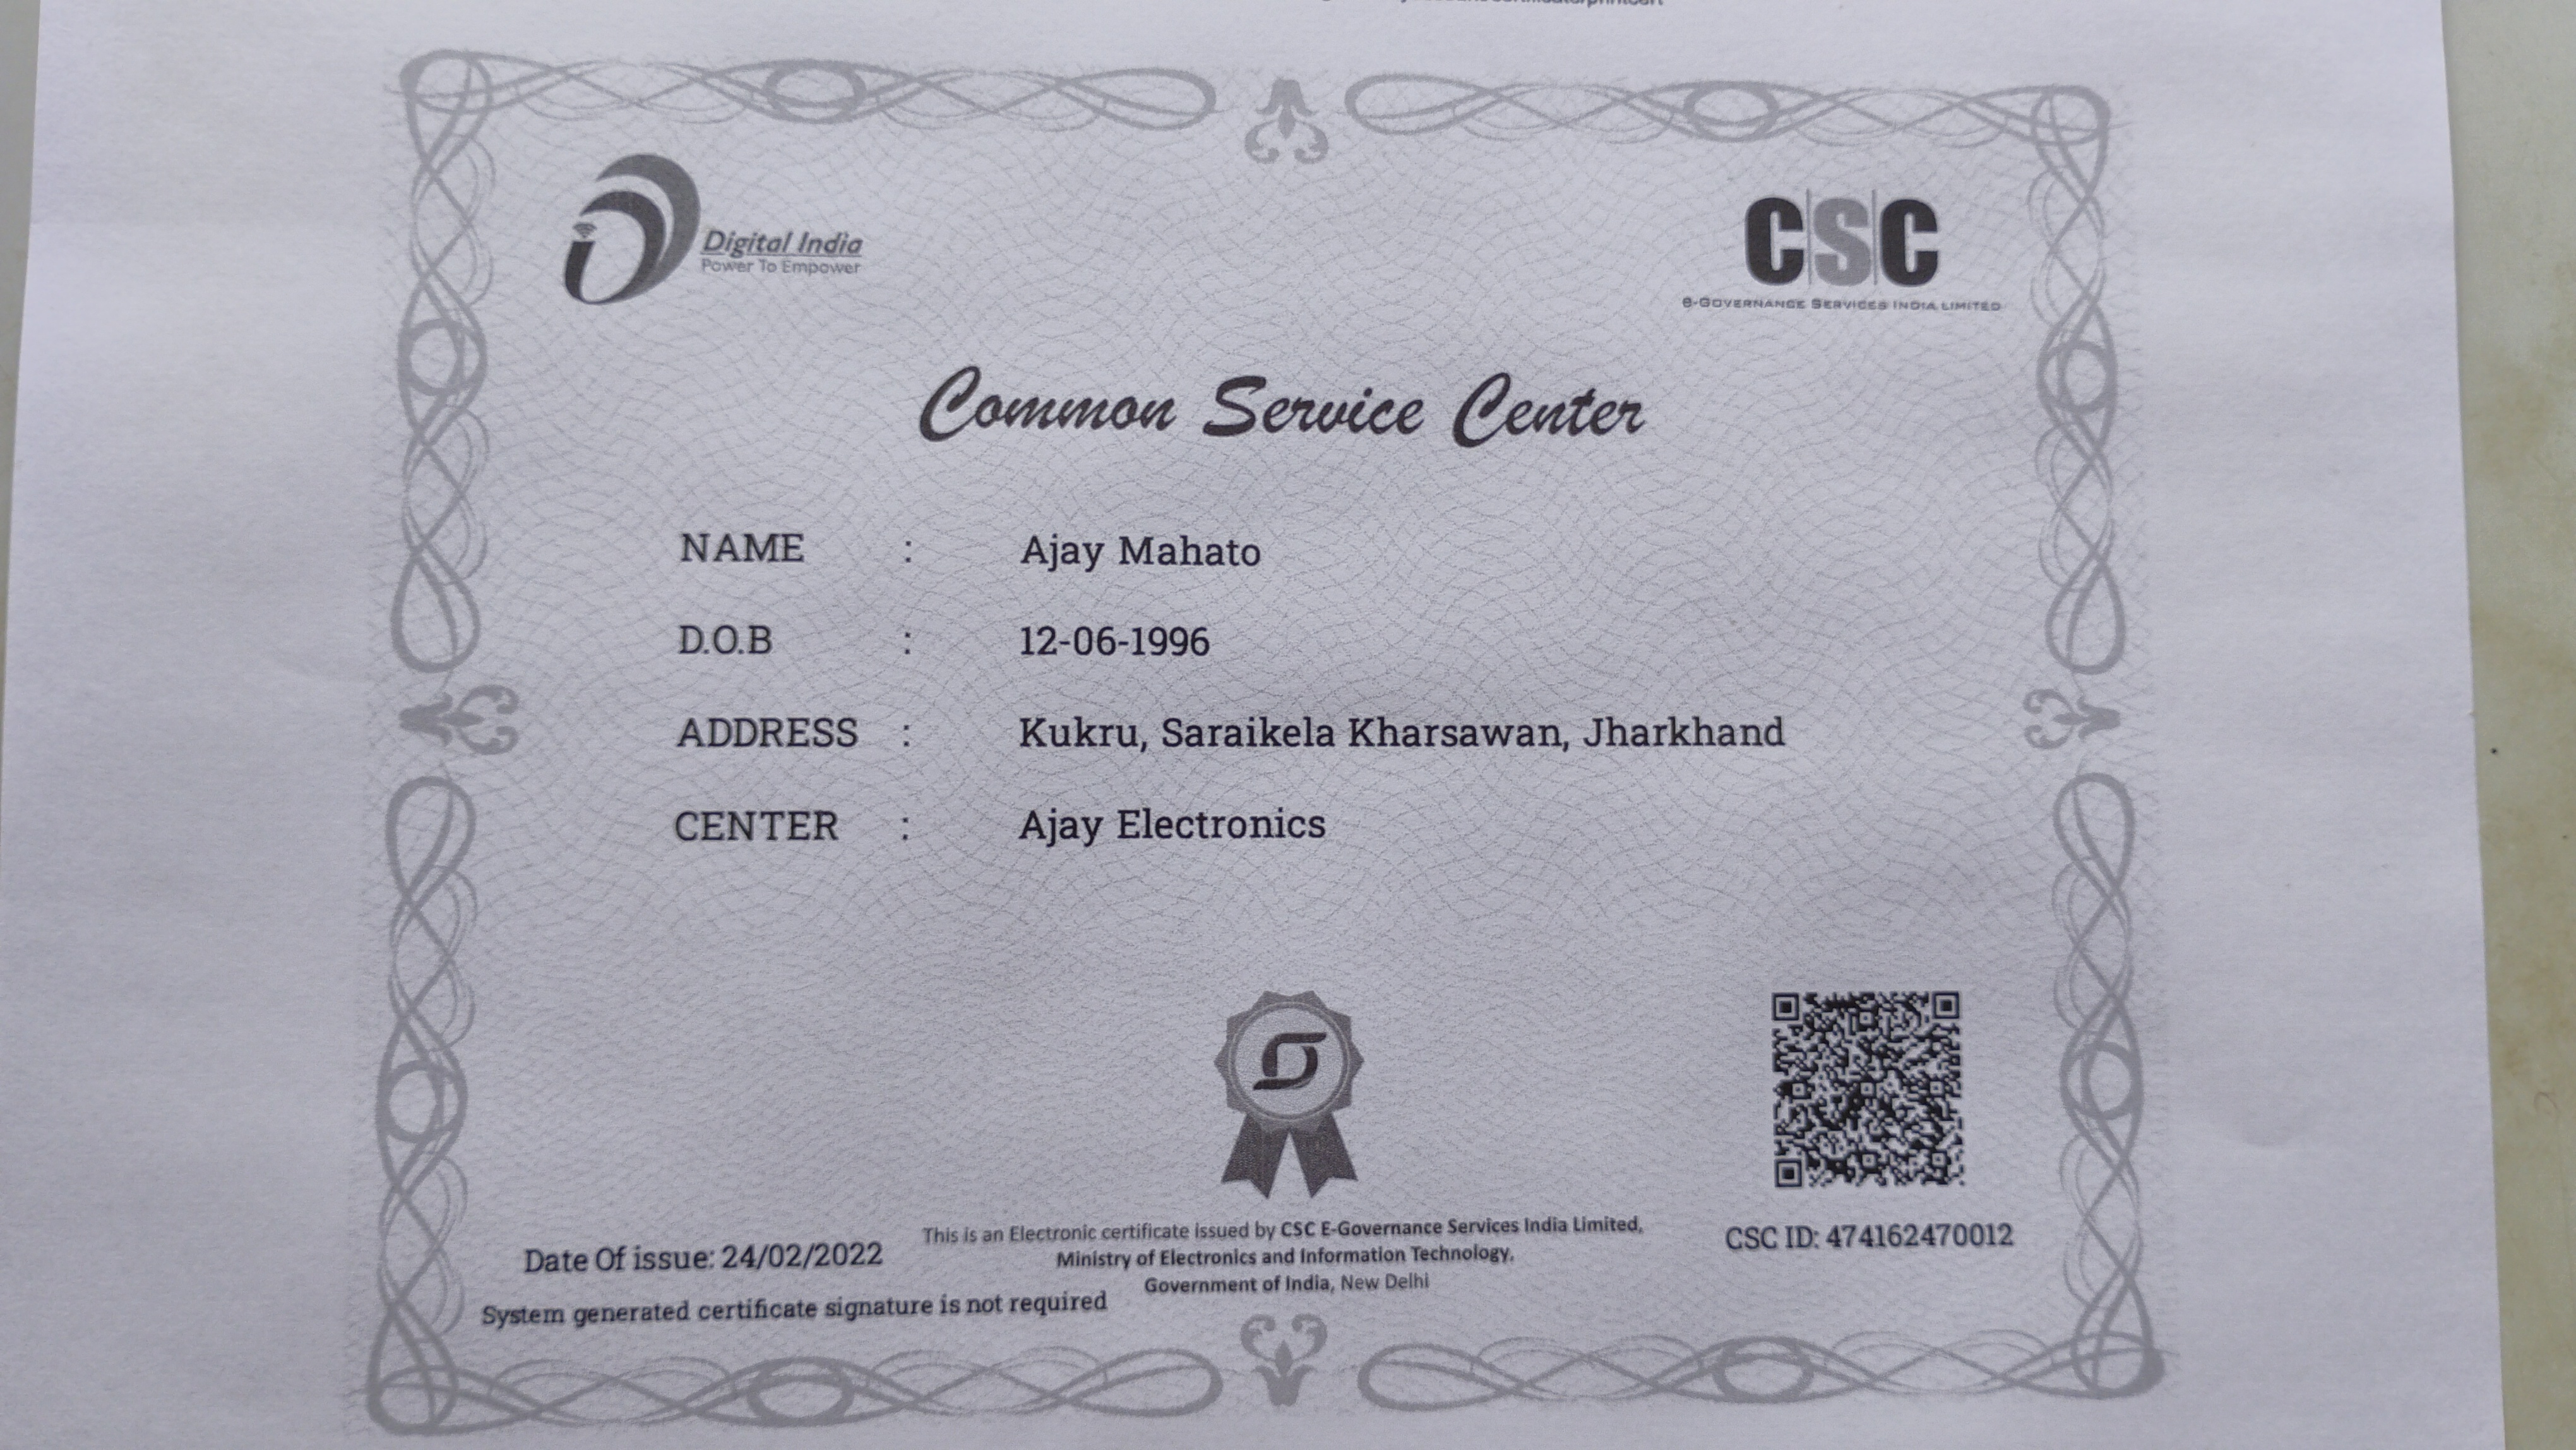 Digital India
Power To Empower
CSC
e-Governance Services India Limited
Common Service Center
NAME : Ajay Mahato
D.O.B : 12-06-1996
ADDRESS : Kukru, Saraikela Kharsawan, Jharkhand
CENTER : Ajay Electronics
This is an Electronic certificate issued by CSC E-Governance Services India Limited,
Ministry of Electronics and Information Technology,
Government of India, New Delhi
Date Of issue: 24/02/2022
System generated certificate signature is not required
CSC ID: 474162470012